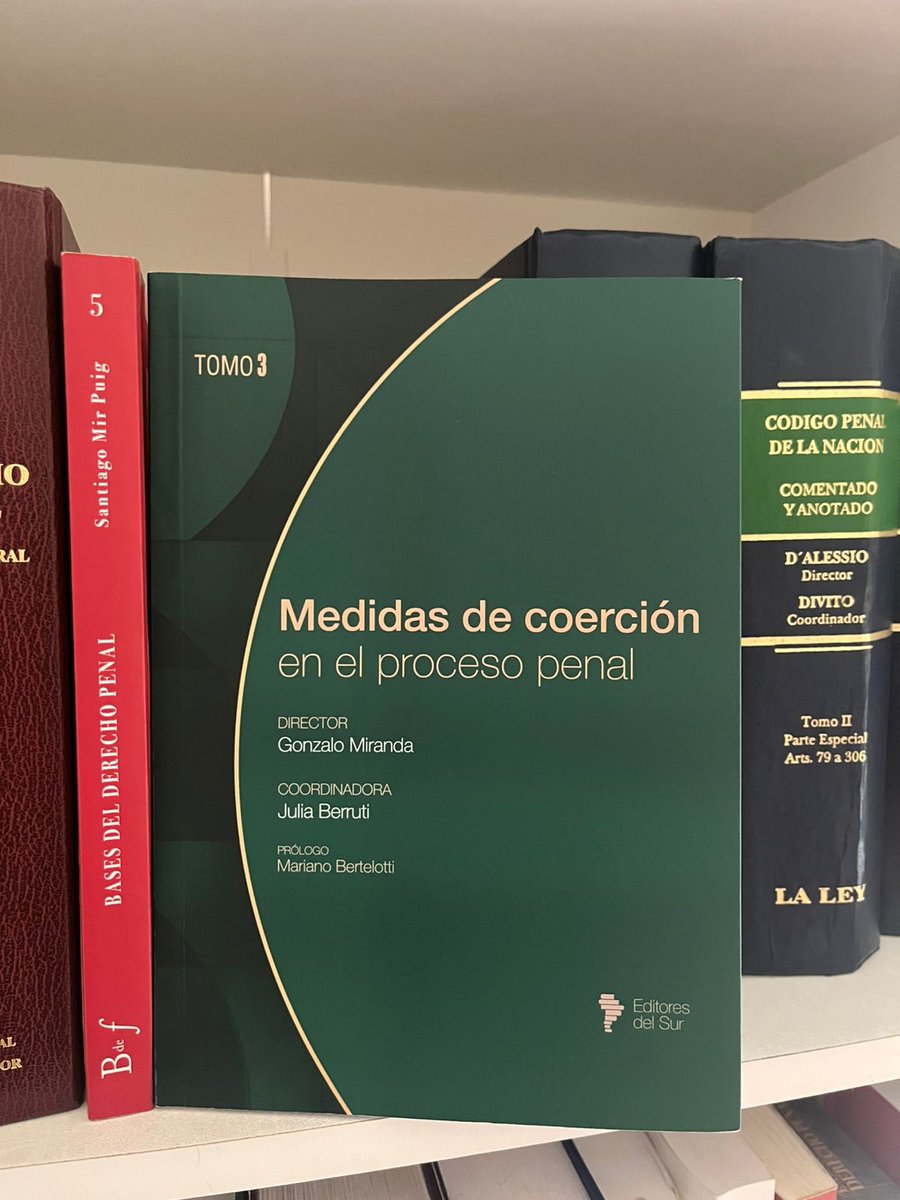 5
Santiago Mir Puig
BASES DEL DERECHO PENAL
B de f
TOMO 3
Medidas de coerción
en el proceso penal
DIRECTOR
Gonzalo Miranda
COORDINADORA
Julia Berruti
PRÓLOGO
Mariano Bertelotti
Editores
del Sur
CODIGO PENAL
DE LA NACION
COMENTADO
Y ANOTADO
D´ALESSIO
Director
DIVITO
Coordinador
Tomo II
Parte Especial
Arts. 79 a 306
LA LEY